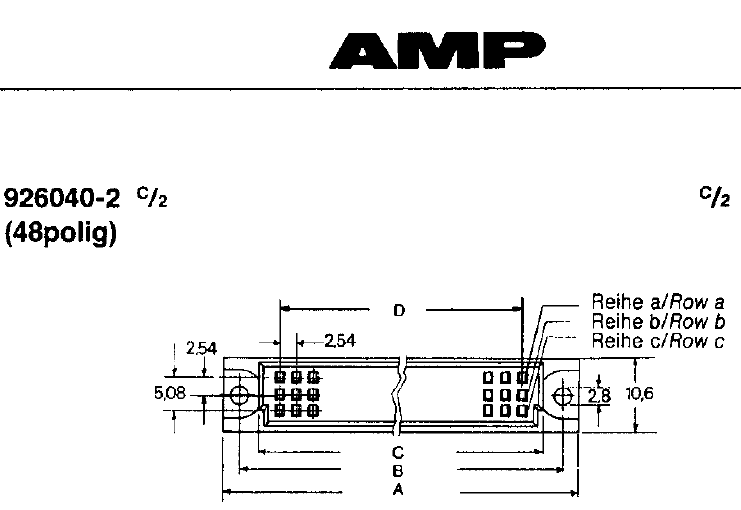 AMP
926040-2 C/2
C/2
(48polig)
D
Reihe a/Row a
Reihe b/Row b
Reihe c/Row c
2,54
2,54
5,08
2,8
10,6
C
B
A